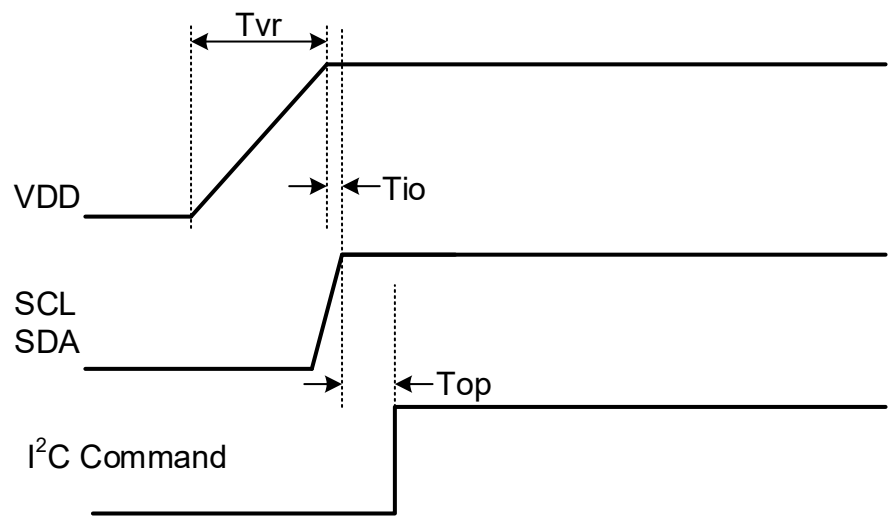 Tvr
VDD
Tio
SCL
SDA
Top
I²C Command